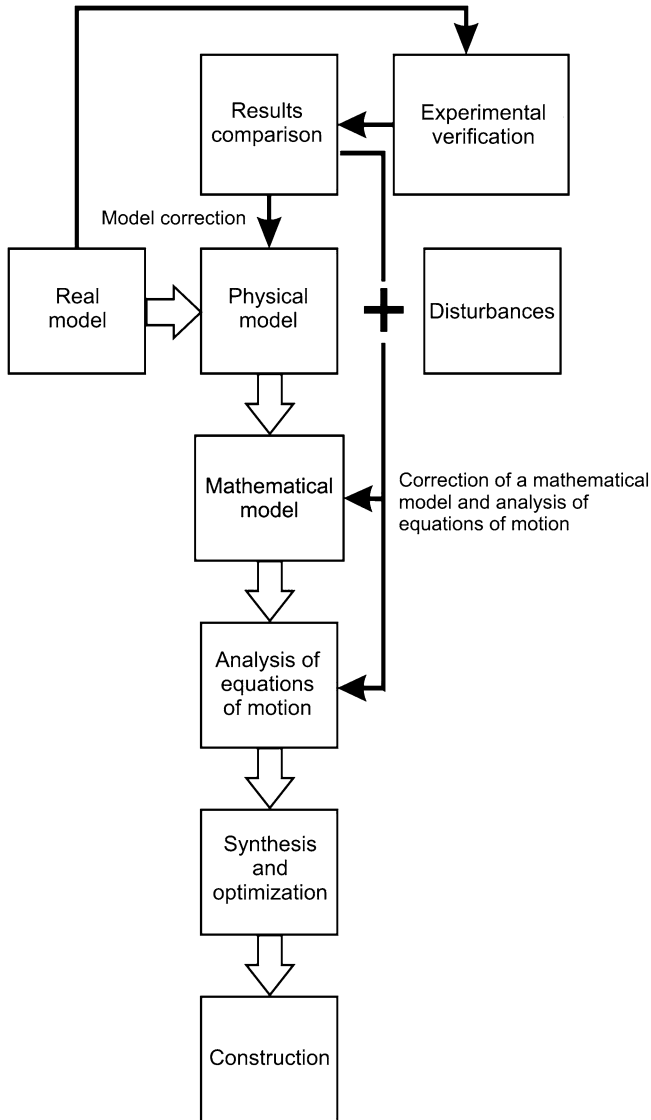 Results
comparison
Experimental
verification
Model correction
Real
model
Physical
model
+
Disturbances
Mathematical
model
Correction of a mathematical
model and analysis of
equations of motion
Analysis of
equations
of motion
Synthesis
and
optimization
Construction